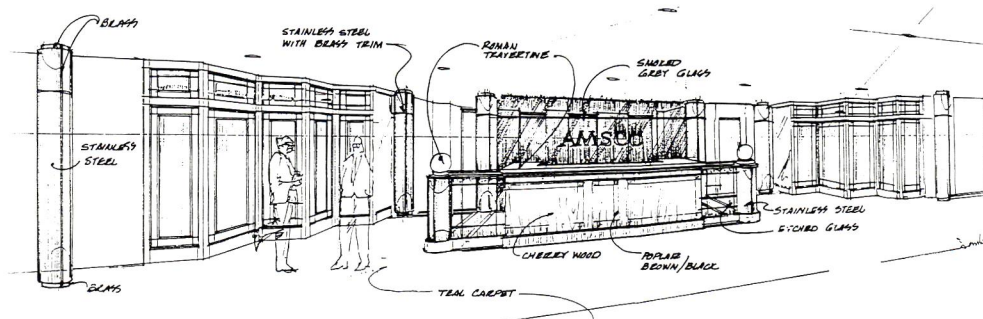 BRASS
STAINLESS STEEL
WITH BRASS TRIM
ROMAN
TRAVERTINE
SMOKED
GREY GLASS
AMSCO
STAINLESS
STEEL
STAINLESS STEEL
ETCHED GLASS
CHERRY WOOD
POPLAR
BROWN/BLACK
BRASS
TEAL CARPET